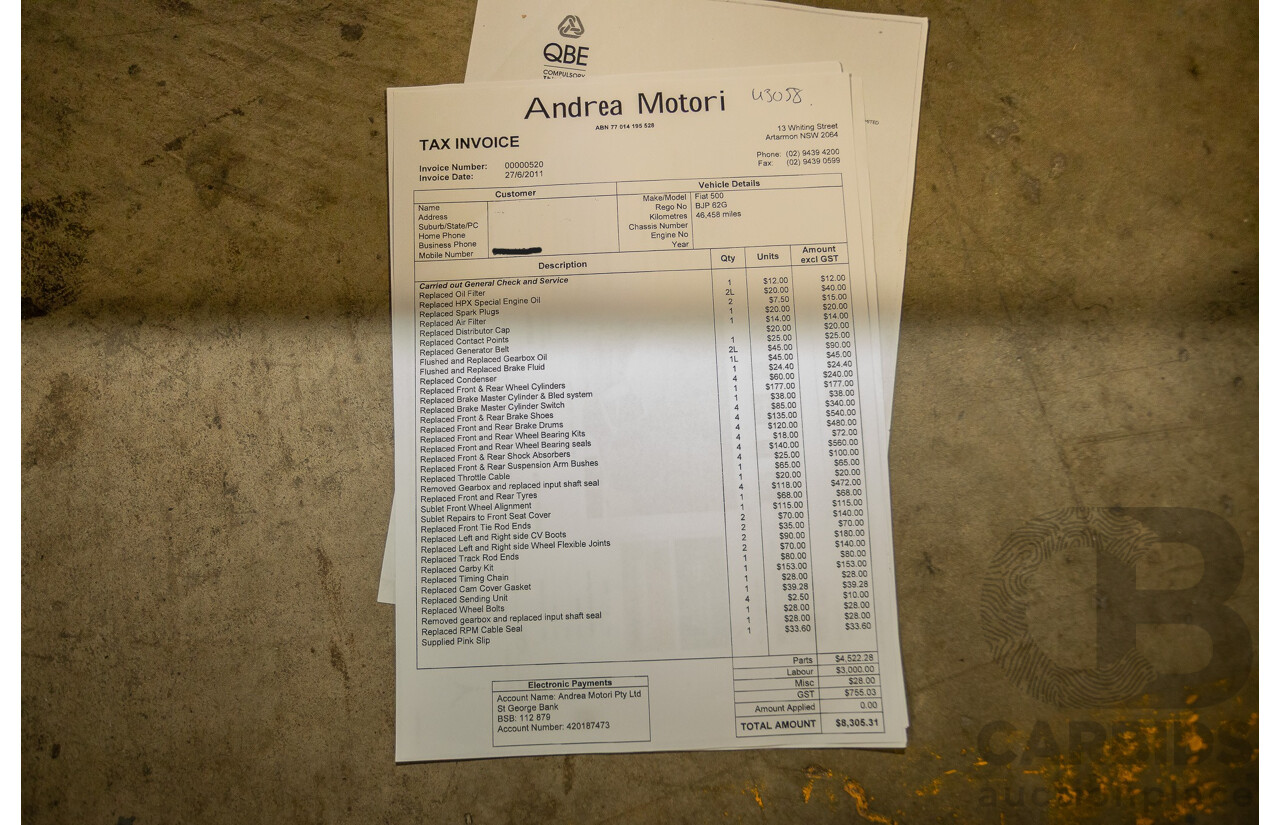 QBE
COMPULSORY
Andrea Motori
43058
ABN 77 014 195 528
TAX INVOICE
13 Whiting Street
Artarmon NSW 2064
Phone: (02) 9439 4200
Fax: (02) 9439 0599
Invoice Number: 00000520
Invoice Date: 27/6/2011
Customer
Vehicle Details
Name
Address
Suburb/State/PC
Home Phone
Business Phone
Mobile Number
Make/Model Fiat 500
Rego No BJP 62G
Kilometres 46,458 miles
Chassis Number
Engine No
Year
Description Qty Units Amount excl GST
Carried out General Check and Service
Replaced Oil Filter 1 $12.00 $12.00
Replaced HPX Special Engine Oil 2L $20.00 $40.00
Replaced Spark Plugs 2 $7.50 $15.00
Replaced Air Filter 1 $20.00 $20.00
Replaced Distributor Cap 1 $14.00 $14.00
Replaced Contact Points $20.00 $20.00
Replaced Generator Belt 1 $25.00 $25.00
Flushed and Replaced Gearbox Oil 2L $45.00 $90.00
Flushed and Replaced Brake Fluid 1L $45.00 $45.00
Replaced Condenser 1 $24.40 $24.40
Replaced Front & Rear Wheel Cylinders 4 $60.00 $240.00
Replaced Brake Master Cylinder & Bled system 1 $177.00 $177.00
Replaced Brake Master Cylinder Switch 1 $38.00 $38.00
Replaced Front & Rear Brake Shoes 4 $85.00 $340.00
Replaced Front and Rear Brake Drums 4 $135.00 $540.00
Replaced Front and Rear Wheel Bearing Kits 4 $120.00 $480.00
Replaced Front and Rear Wheel Bearing seals 4 $18.00 $72.00
Replaced Front & Rear Shock Absorbers 4 $140.00 $560.00
Replaced Front & Rear Suspension Arm Bushes 4 $25.00 $100.00
Replaced Throttle Cable 1 $65.00 $65.00
Removed Gearbox and replaced input shaft seal 1 $20.00 $20.00
Replaced Front and Rear Tyres 4 $118.00 $472.00
Sublet Front Wheel Alignment 1 $68.00 $68.00
Sublet Repairs to Front Seat Cover 1 $115.00 $115.00
Replaced Front Tie Rod Ends 2 $70.00 $140.00
Replaced Left and Right side CV Boots 2 $35.00 $70.00
Replaced Left and Right side Wheel Flexible Joints 2 $90.00 $180.00
Replaced Track Rod Ends 2 $70.00 $140.00
Replaced Carby Kit 1 $80.00 $80.00
Replaced Timing Chain 1 $153.00 $153.00
Replaced Cam Cover Gasket 1 $28.00 $28.00
Replaced Sending Unit 1 $39.28 $39.28
Replaced Wheel Bolts 4 $2.50 $10.00
Removed gearbox and replaced input shaft seal 1 $28.00 $28.00
Replaced RPM Cable Seal 1 $28.00 $28.00
Supplied Pink Slip 1 $33.60 $33.60
Parts $4,522.28
Labour $3,000.00
Misc $28.00
GST $755.03
Amount Applied 0.00
TOTAL AMOUNT $8,305.31
Electronic Payments
Account Name: Andrea Motori Pty Ltd
St George Bank
BSB: 112 879
Account Number: 420187473
CB
CARBIDS
auctionplace